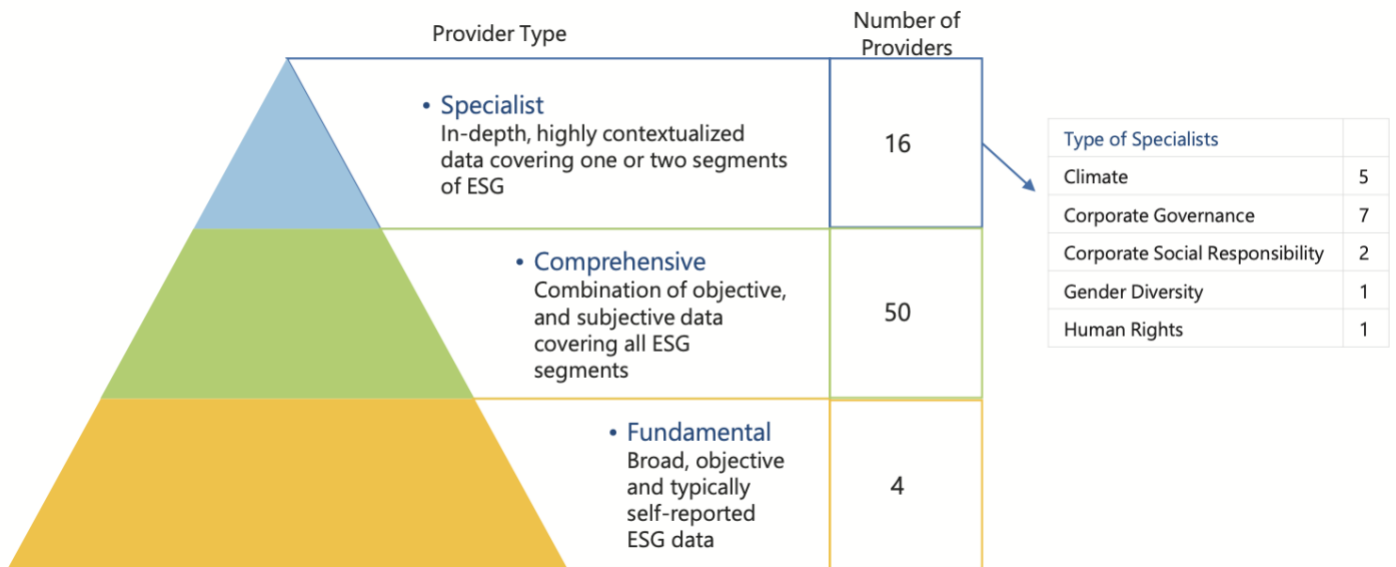 Provider Type
Number of
Providers
• Specialist
In-depth, highly contextualized
data covering one or two segments
of ESG
16
• Comprehensive
Combination of objective,
and subjective data
covering all ESG
segments
50
• Fundamental
Broad, objective
and typically
self-reported
ESG data
4
Type of Specialists
Climate 5
Corporate Governance 7
Corporate Social Responsibility 2
Gender Diversity 1
Human Rights 1